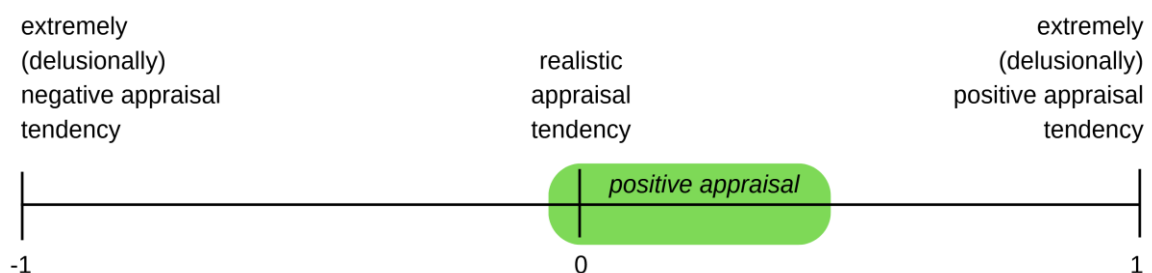 extremely
(delusionally)
negative appraisal
tendency
realistic
appraisal
tendency
extremely
(delusionally)
positive appraisal
tendency
positive appraisal
-1
0
1